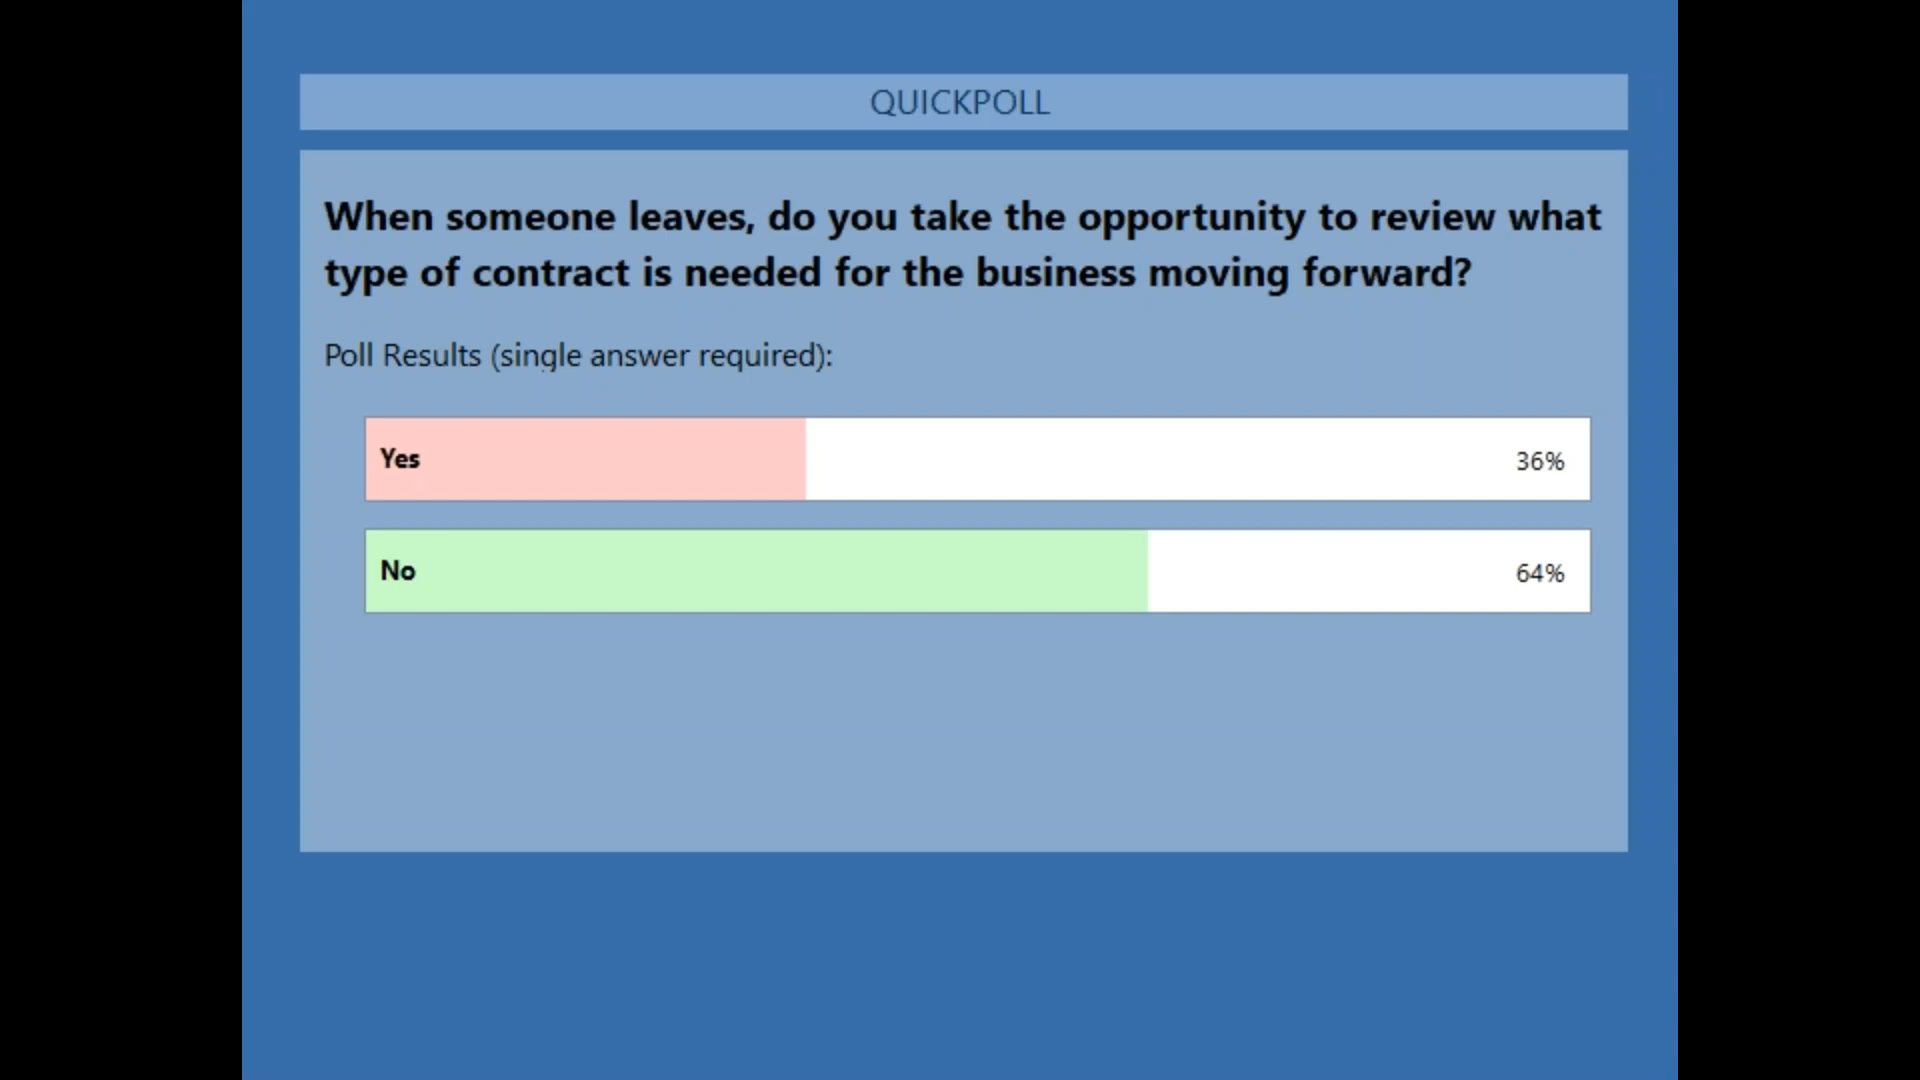 QUICKPOLL
When someone leaves, do you take the opportunity to review what
type of contract is needed for the business moving forward?
Poll Results (single answer required):
Yes 36%
No 64%